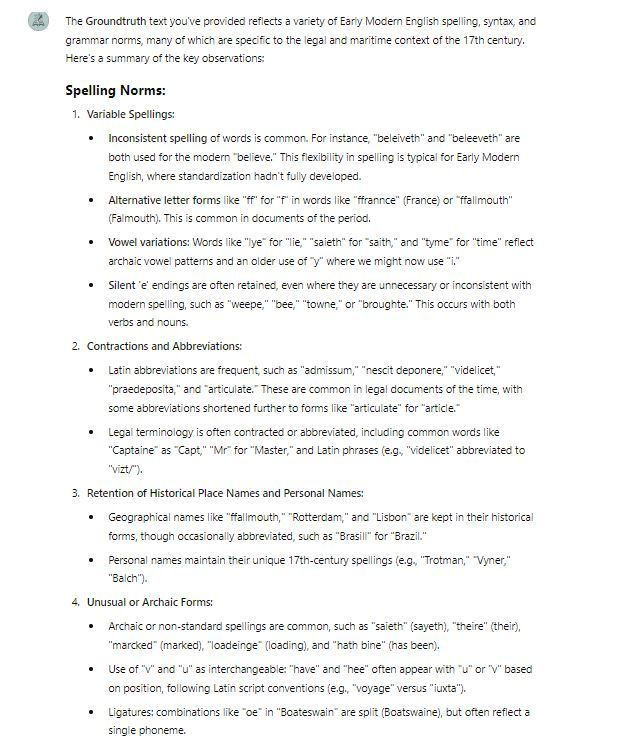 The Groundtruth text you've provided reflects a variety of Early Modern English spelling, syntax, and
grammar norms, many of which are specific to the legal and maritime context of the 17th century.
Here's a summary of the key observations:
Spelling Norms:
1. Variable Spellings:
• Inconsistent spelling of words is common. For instance, "beleiveth" and "beleeveth" are
both used for the modern "believe." This flexibility in spelling is typical for Early Modern
English, where standardization hadn't fully developed.
• Alternative letter forms like "ff" for "f" in words like "ffrannce" (France) or "ffallmouth"
(Falmouth). This is common in documents of the period.
• Vowel variations: Words like "lye" for "lie," "saieth" for "saith," and "tyme" for "time" reflect
archaic vowel patterns and an older use of "y" where we might now use "i."
• Silent 'e' endings are often retained, even where they are unnecessary or inconsistent with
modern spelling, such as "weepe," "bee," "towne," or "broughte." This occurs with both
verbs and nouns.
2. Contractions and Abbreviations:
• Latin abbreviations are frequent, such as "admissum," "nescit deponere," "videlicet,"
"praedeposita," and "articulate." These are common in legal documents of the time, with
some abbreviations shortened further to forms like "articulate" for "article."
• Legal terminology is often contracted or abbreviated, including common words like
"Captaine" as "Capt," "Mr" for "Master," and Latin phrases (e.g., "videlicet" abbreviated to
"vizt/").
3. Retention of Historical Place Names and Personal Names:
• Geographical names like "ffallmouth," "Rotterdam," and "Lisbon" are kept in their historical
forms, though occasionally abbreviated, such as "Brasill" for "Brazil."
• Personal names maintain their unique 17th-century spellings (e.g., "Trotman," "Vyner,"
"Balch").
4. Unusual or Archaic Forms:
• Archaic or non-standard spellings are common, such as "saieth" (sayeth), "theire" (their),
"marcked" (marked), "loadeinge" (loading), and "hath bine" (has been).
• Use of "v" and "u" as interchangeable: "have" and "hee" often appear with "u" or "v" based
on position, following Latin script conventions (e.g., "voyage" versus "iuxta").
• Ligatures: combinations like "oe" in "Boateswain" are split (Boatswaine), but often reflect a
single phoneme.